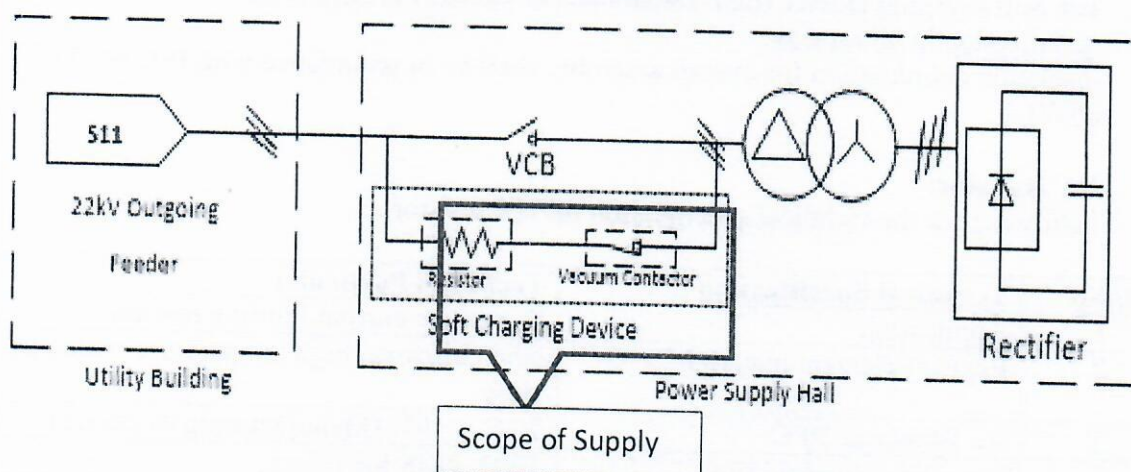 511
22kV Outgoing
Feeder
Utility Building
VCB
Resistor
Vacuum Contactor
Soft Charging Device
Power Supply Hall
Rectifier
Scope of Supply